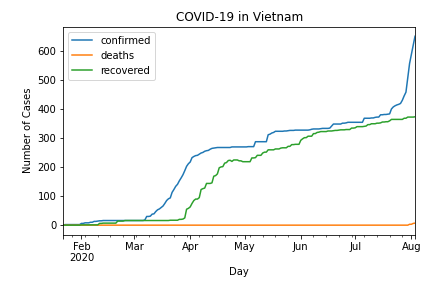 COVID-19 in Vietnam
confirmed
deaths
recovered
Number of Cases
600
500
400
300
200
100
0
Feb Mar Apr May Jun Jul Aug
2020
Day